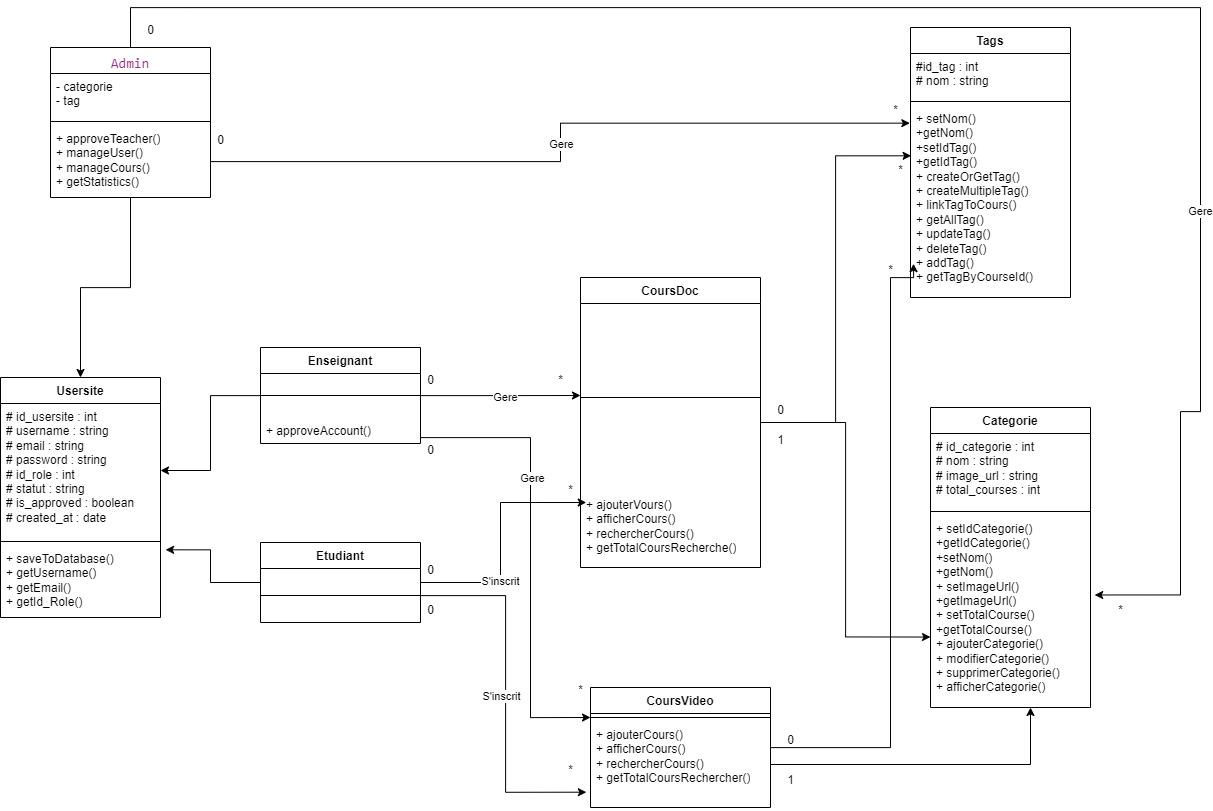 0
Admin
- categorie
- tag
+ approveTeacher()
+ manageUser()
+ manageCours()
+ getStatistics()
0
Gere
*
Tags
#id_tag : int
# nom : string
+ setNom()
+getNom()
+setIdTag()
+getIdTag()
+ createOrGetTag()
+ createMultipleTag()
+ linkTagToCours()
+ getAllTag()
+ updateTag()
+ deleteTag()
+ addTag()
+ getTagByCourseId()
*
*
Gere
CoursDoc
+ ajouterVours()
+ afficherCours()
+ rechercherCours()
+ getTotalCoursRecherche()
0
1
Enseignant
+ approveAccount()
0
Gere
*
0
Gere
*
Usersite
# id_usersite : int
# username : string
# email : string
# password : string
# id_role : int
# statut : string
# is_approved : boolean
# created_at : date
+ saveToDatabase()
+ getUsername()
+ getEmail()
+ getId_Role()
Etudiant
0
S'inscrit
0
S'inscrit
*
*
CoursVideo
+ ajouterCours()
+ afficherCours()
+ rechercherCours()
+ getTotalCoursRechercher()
0
1
Categorie
# id_categorie : int
# nom : string
# image_url : string
# total_courses : int
+ setIdCategorie()
+getIdCategorie()
+setNom()
+getNom()
+ setImageUrl()
+getImageUrl()
+ setTotalCourse()
+getTotalCourse()
+ ajouterCategorie()
+ modifierCategorie()
+ supprimerCategorie()
+ afficherCategorie()
*